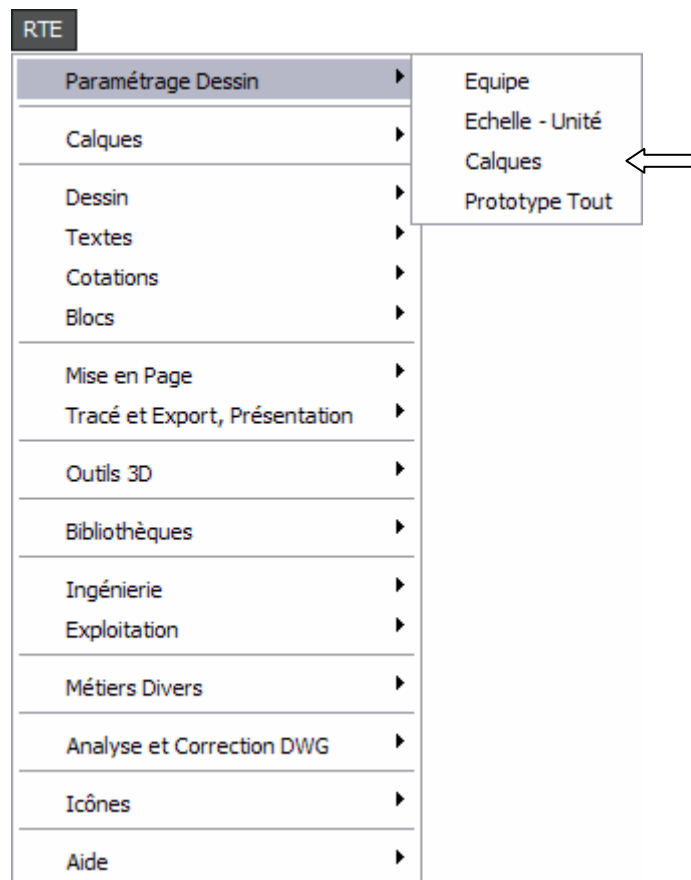 RTE
Paramétrage Dessin
Calques
Dessin
Textes
Cotations
Blocs
Mise en Page
Tracé et Export, Présentation
Outils 3D
Bibliothèques
Ingénierie
Exploitation
Métiers Divers
Analyse et Correction DWG
Icônes
Aide
Equipe
Echelle - Unité
Calques
Prototype Tout